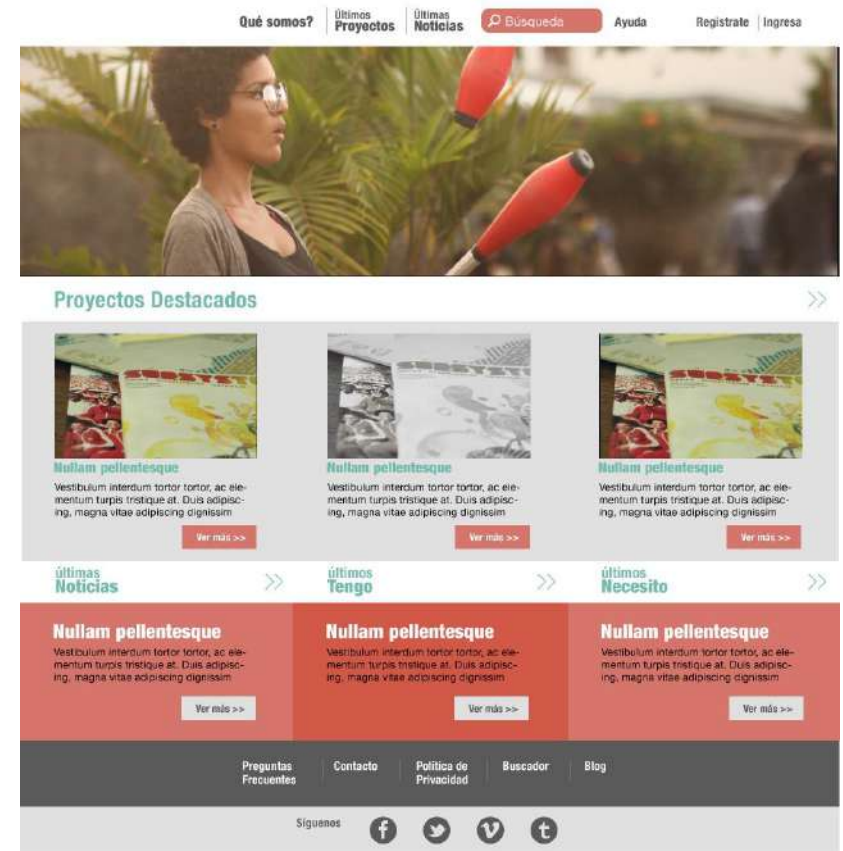 Qué somos?
Últimos
Proyectos
Últimas
Noticias
Búsqueda
Ayuda
Registrate
Ingresa
Proyectos Destacados
Nullam pellentesque
Vestibulum interdum tortor tortor, ac ele-
mentum turpis tristique at. Duis adipisc-
ing, magna vitae adipiscing dignissim
Ver más >>
Nullam pellentesque
Vestibulum interdum tortor tortor, ac ele-
mentum turpis tristique at. Duis adipisc-
ing, magna vitae adipiscing dignissim
Ver más >>
Nullam pellentesque
Vestibulum interdum tortor tortor, ac ele-
mentum turpis tristique at. Duis adipisc-
ing, magna vitae adipiscing dignissim
Ver más >>
últimas
Noticias
últimos
Tengo
últimos
Necesito
Nullam pellentesque
Vestibulum interdum tortor tortor, ac ele-
mentum turpis tristique at. Duis adipisc-
ing, magna vitae adipiscing dignissim
Ver más >>
Nullam pellentesque
Vestibulum interdum tortor tortor, ac ele-
mentum turpis tristique at. Duis adipisc-
ing, magna vitae adipiscing dignissim
Ver más >>
Nullam pellentesque
Vestibulum interdum tortor tortor, ac ele-
mentum turpis tristique at. Duis adipisc-
ing, magna vitae adipiscing dignissim
Ver más >>
Preguntas
Frecuentes
Contacto
Política de
Privacidad
Buscador
Blog
Síguenos